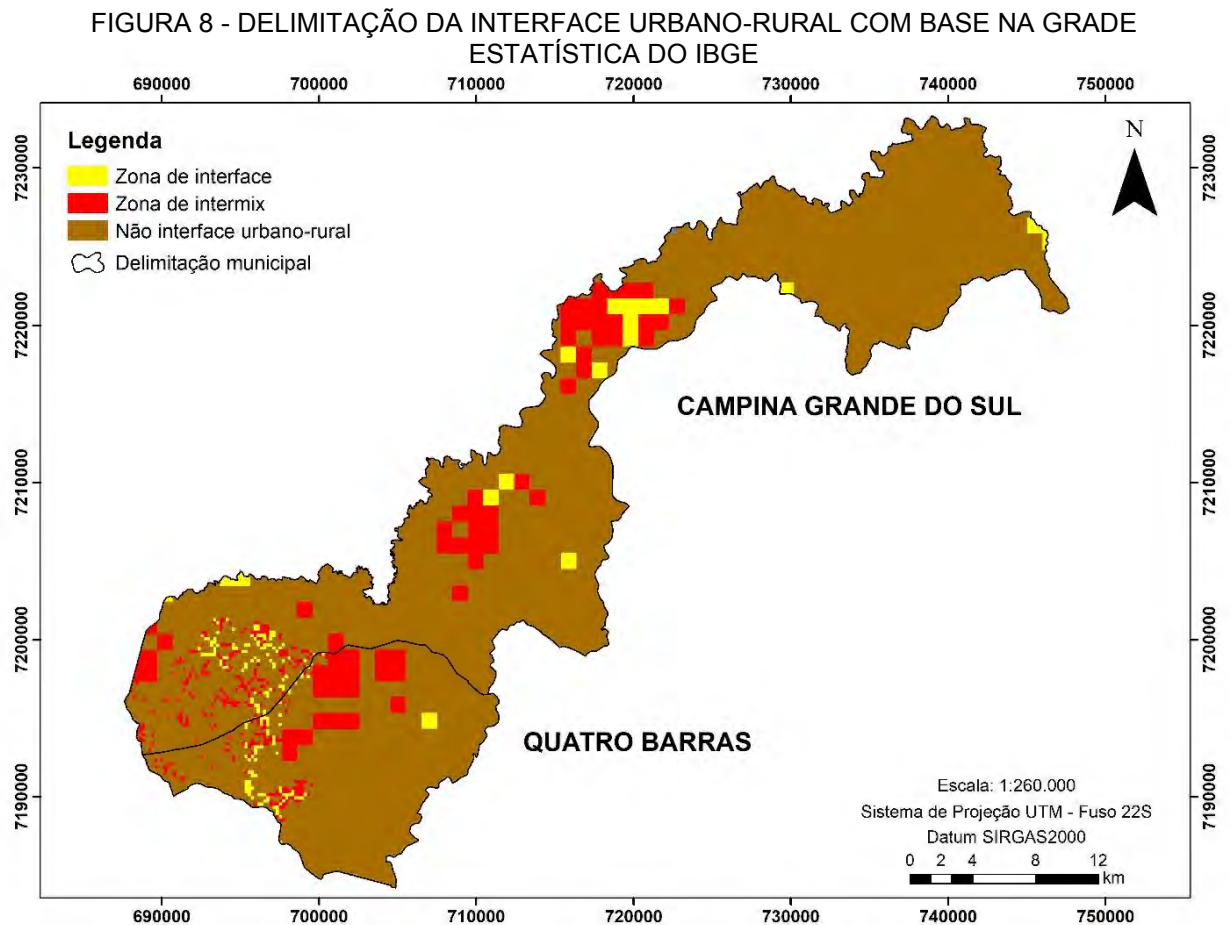 FIGURA 8 - DELIMITAÇÃO DA INTERFACE URBANO-RURAL COM BASE NA GRADE
ESTATÍSTICA DO IBGE
690000 700000 710000 720000 730000 740000 750000
Legenda
Zona de interface
Zona de intermix
Não interface urbano-rural
Delimitação municipal
N
7230000 7230000
7220000 7220000
CAMPINA GRANDE DO SUL
7210000 7210000
7200000 7200000
QUATRO BARRAS
7190000 7190000
Escala: 1:260.000
Sistema de Projeção UTM - Fuso 22S
Datum SIRGAS2000
0 2 4 8 12
km
690000 700000 710000 720000 730000 740000 750000